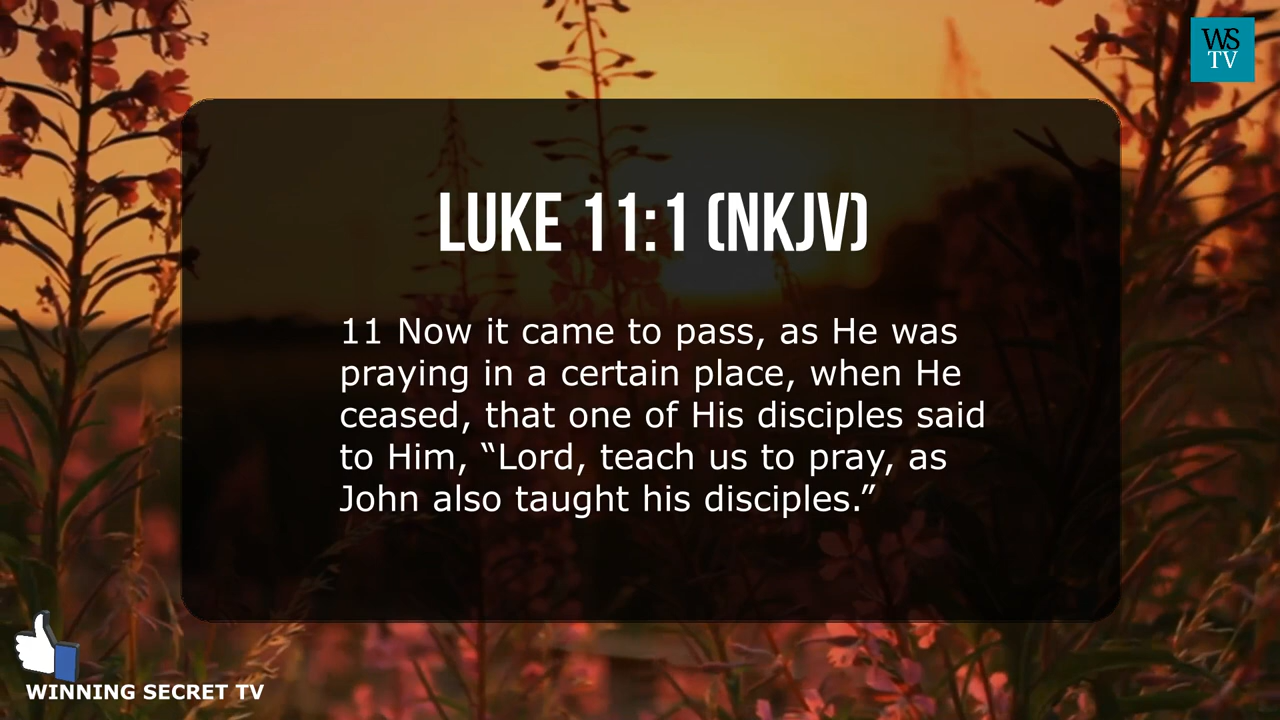 WS
TV
LUKE 11:1 (NKJV)
11 Now it came to pass, as He was
praying in a certain place, when He
ceased, that one of His disciples said
to Him, “Lord, teach us to pray, as
John also taught his disciples.”
WINNING SECRET TV